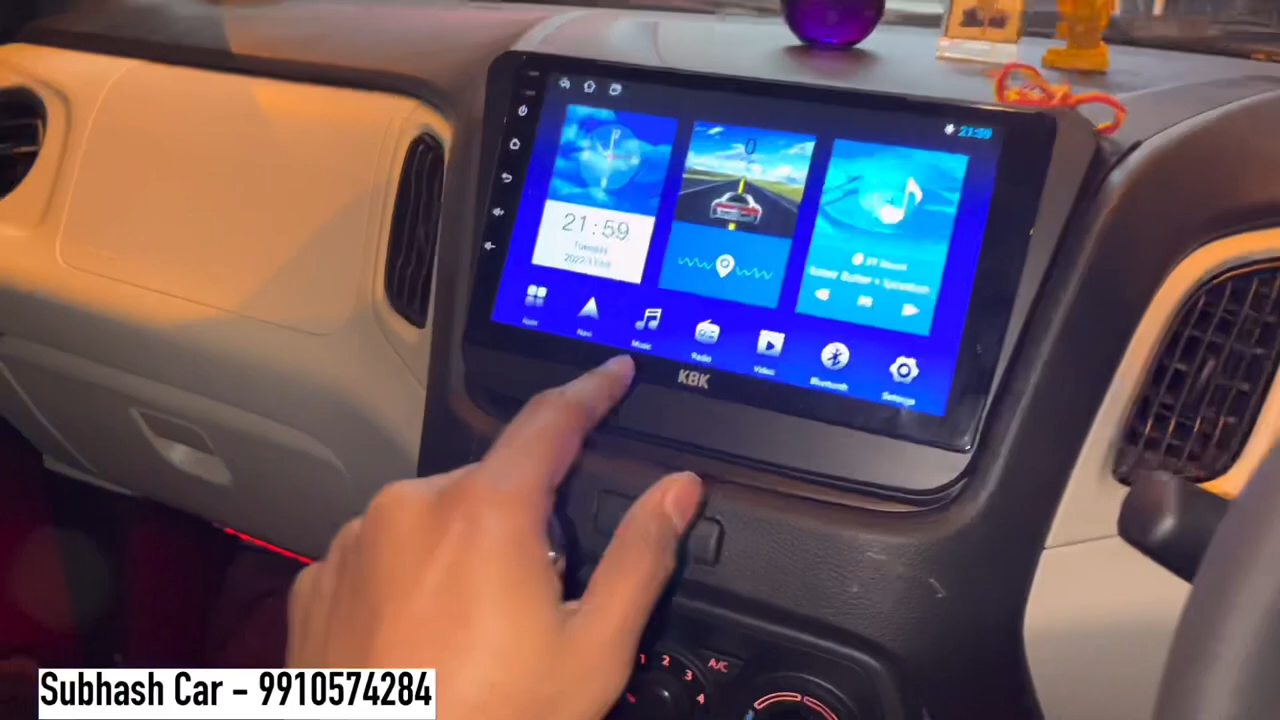 21:59
0
21:59
Tuesday
Apps
Navi
Music
Radio
Video
Bluetooth
Settings
KBK
1 2 3 4
A/C
Subhash Car - 9910574284